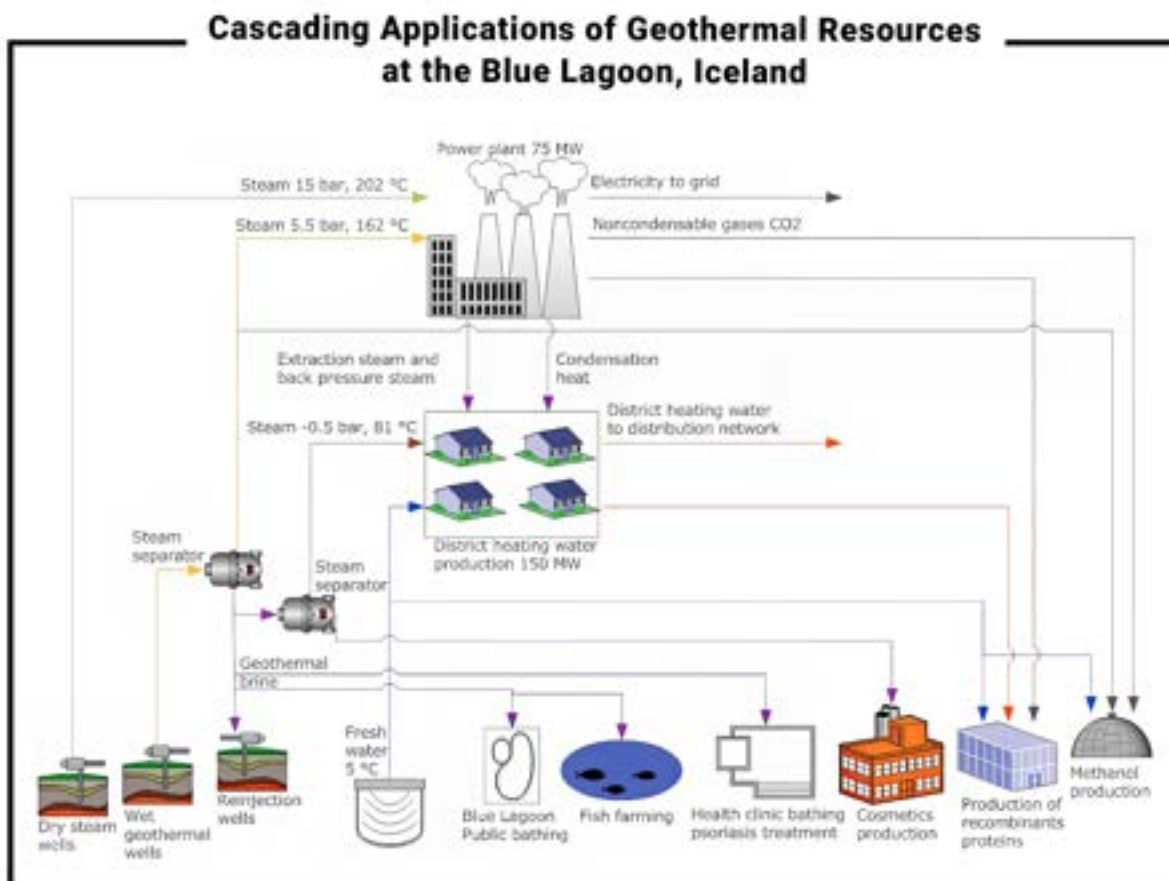 Cascading Applications of Geothermal Resources
at the Blue Lagoon, Iceland
Power plant 75 MW
Steam 15 bar, 202 °C
Electricity to grid
Steam 5.5 bar, 162 °C
Noncondensable gases CO2
Extraction steam and
back pressure steam
Condensation
heat
Steam -0.5 bar, 81 °C
District heating water
to distribution network
Steam
separator
District heating water
production 150 MW
Steam
separator
Geothermal
brine
Fresh
water
5 °C
Dry steam
wells
Wet
geothermal
wells
Reinjection
wells
Blue Lagoon
Public bathing
Fish farming
Health clinic bathing
psoriasis treatment
Cosmetics
production
Production of
recombinants
proteins
Methanol
production